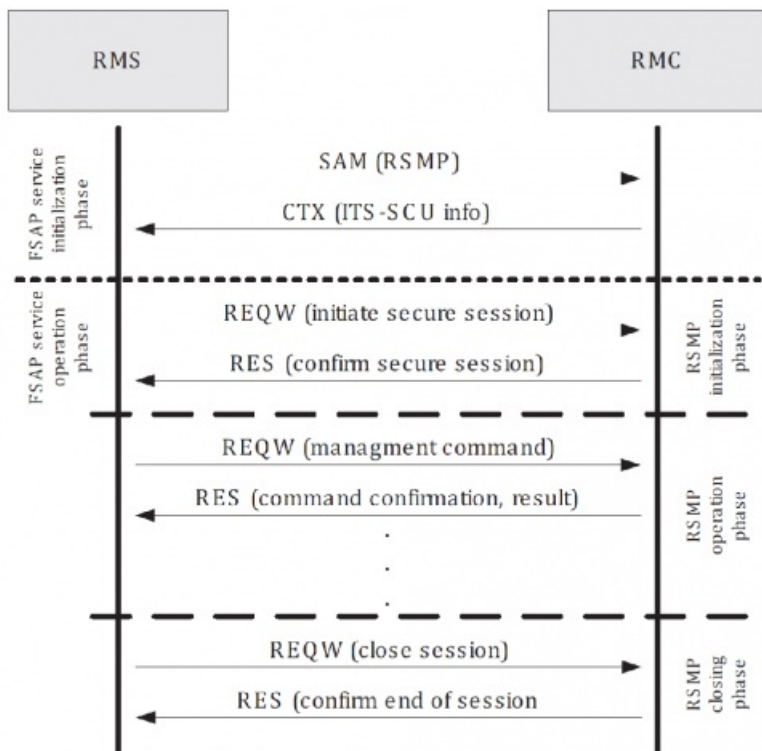 RMS
RMC
SAM (RSMP)
CTX (ITS-SCU info)
FSAP service
initialization
phase
REQW (initiate secure session)
RES (confirm secure session)
FSAP service
operation
phase
RSMP
initialization
phase
REQW (managment command)
RES (command confirmation, result)
.
.
.
RSMP
operation
phase
REQW (close session)
RES (confirm end of session
RSMP
closing
phase